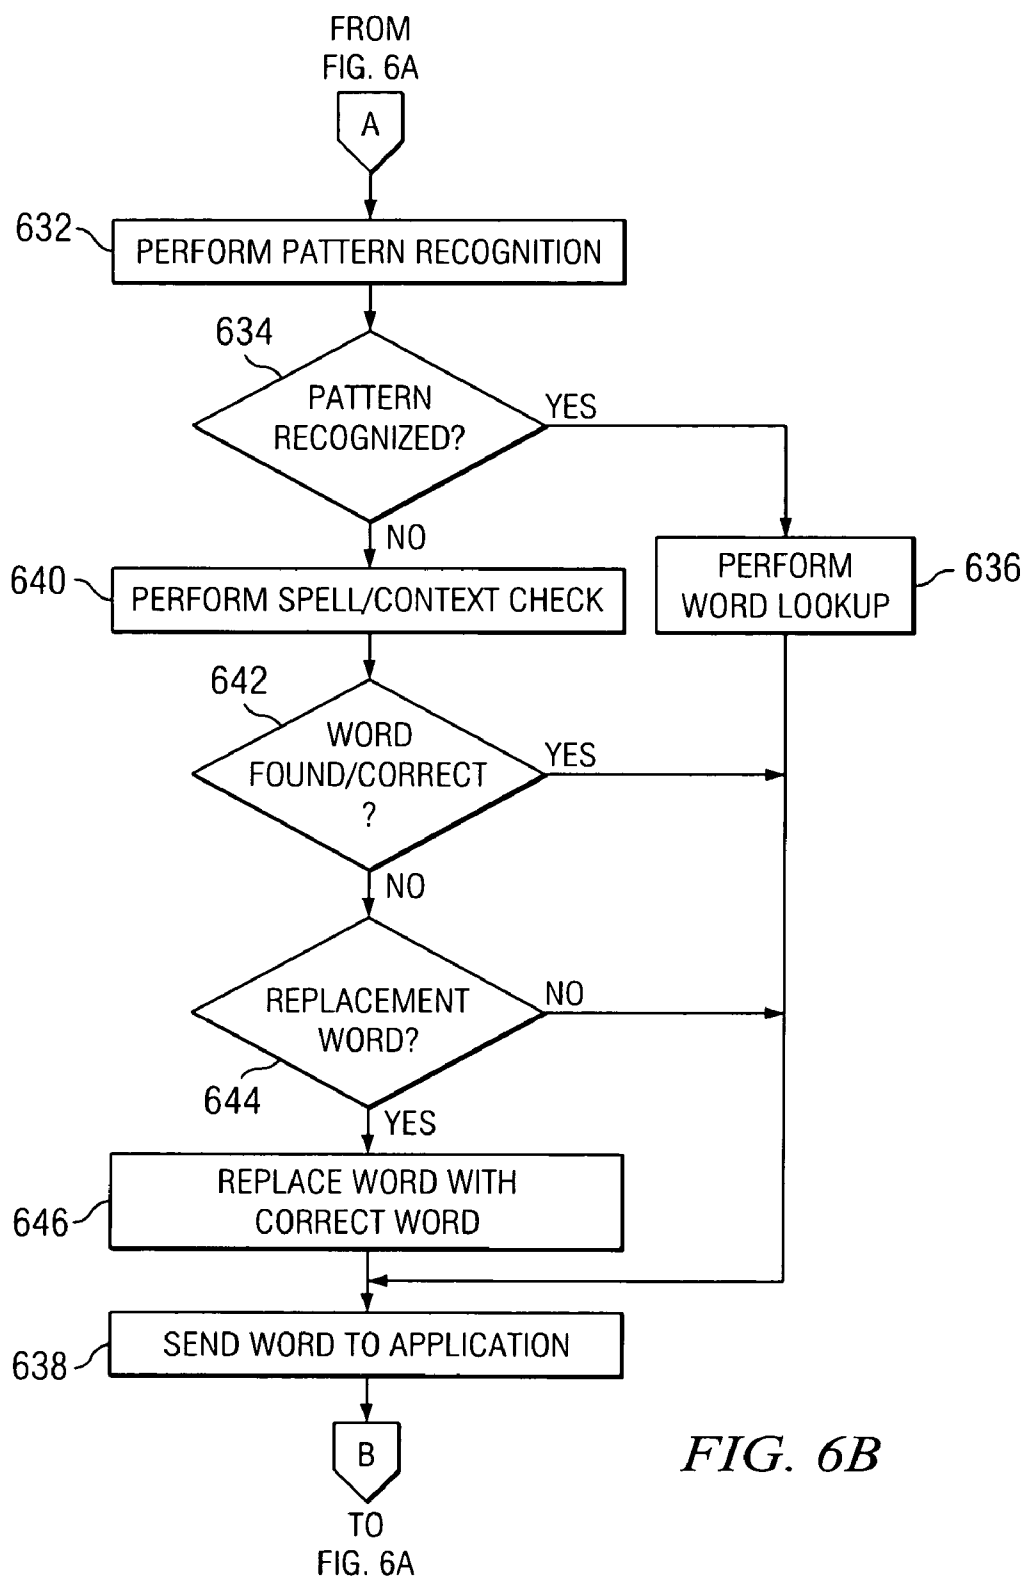 FROM
FIG. 6A
A
632
PERFORM PATTERN RECOGNITION
634
PATTERN
RECOGNIZED?
YES
NO
PERFORM
WORD LOOKUP
636
640
PERFORM SPELL/CONTEXT CHECK
642
WORD
FOUND/CORRECT
?
YES
NO
REPLACEMENT
WORD?
NO
644
YES
REPLACE WORD WITH
CORRECT WORD
646
SEND WORD TO APPLICATION
638
B
TO
FIG. 6A
FIG. 6B